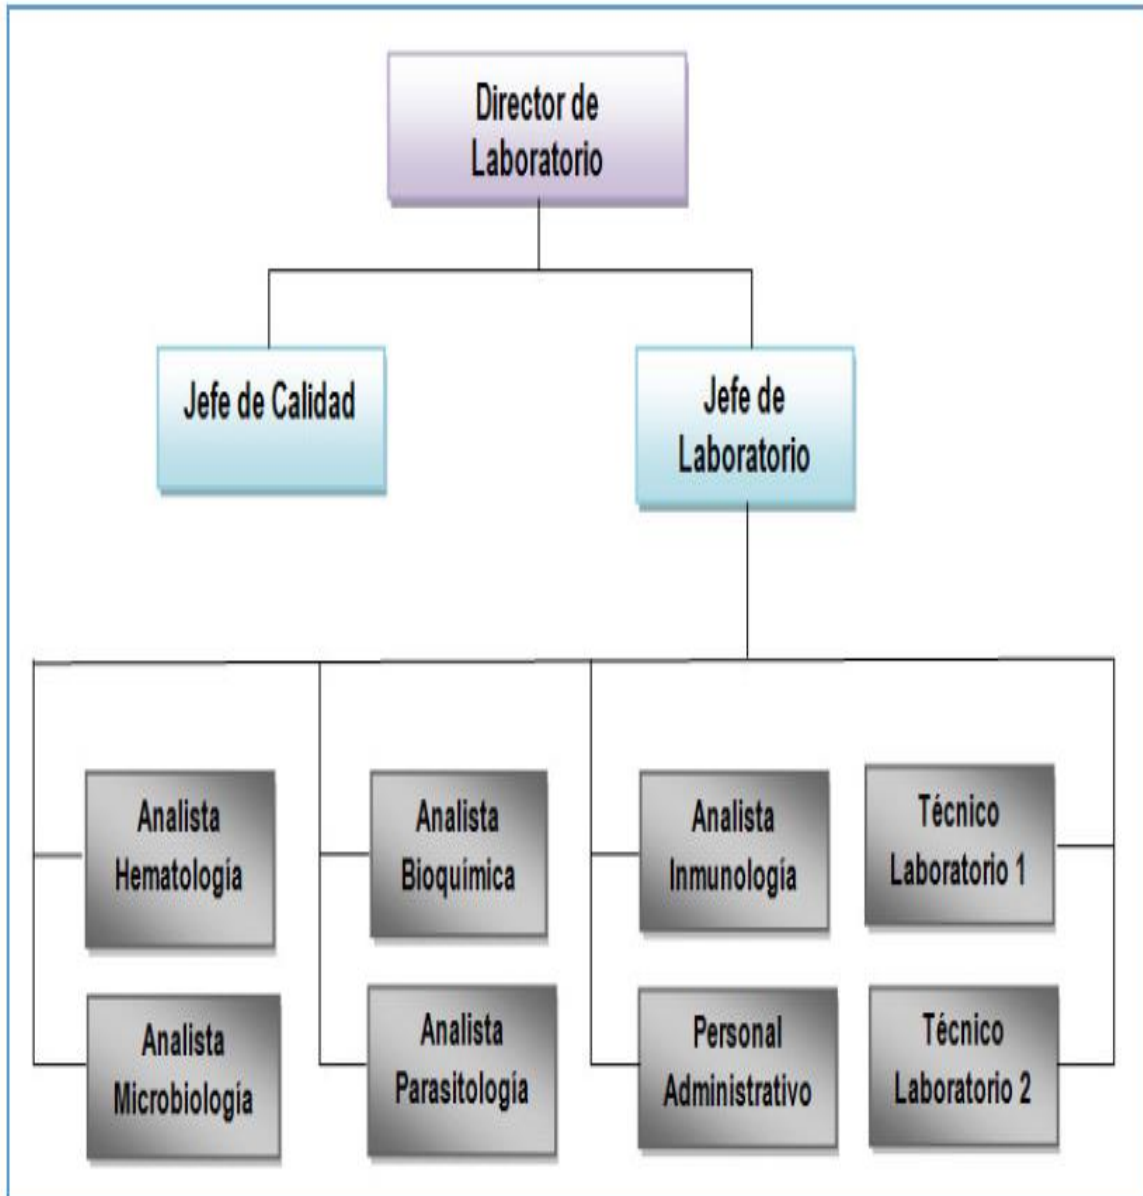 Director de
Laboratorio
Jefe de Calidad
Jefe de
Laboratorio
Analista
Hematología
Analista
Bioquímica
Analista
Inmunología
Técnico
Laboratorio 1
Analista
Microbiología
Analista
Parasitología
Personal
Administrativo
Técnico
Laboratorio 2